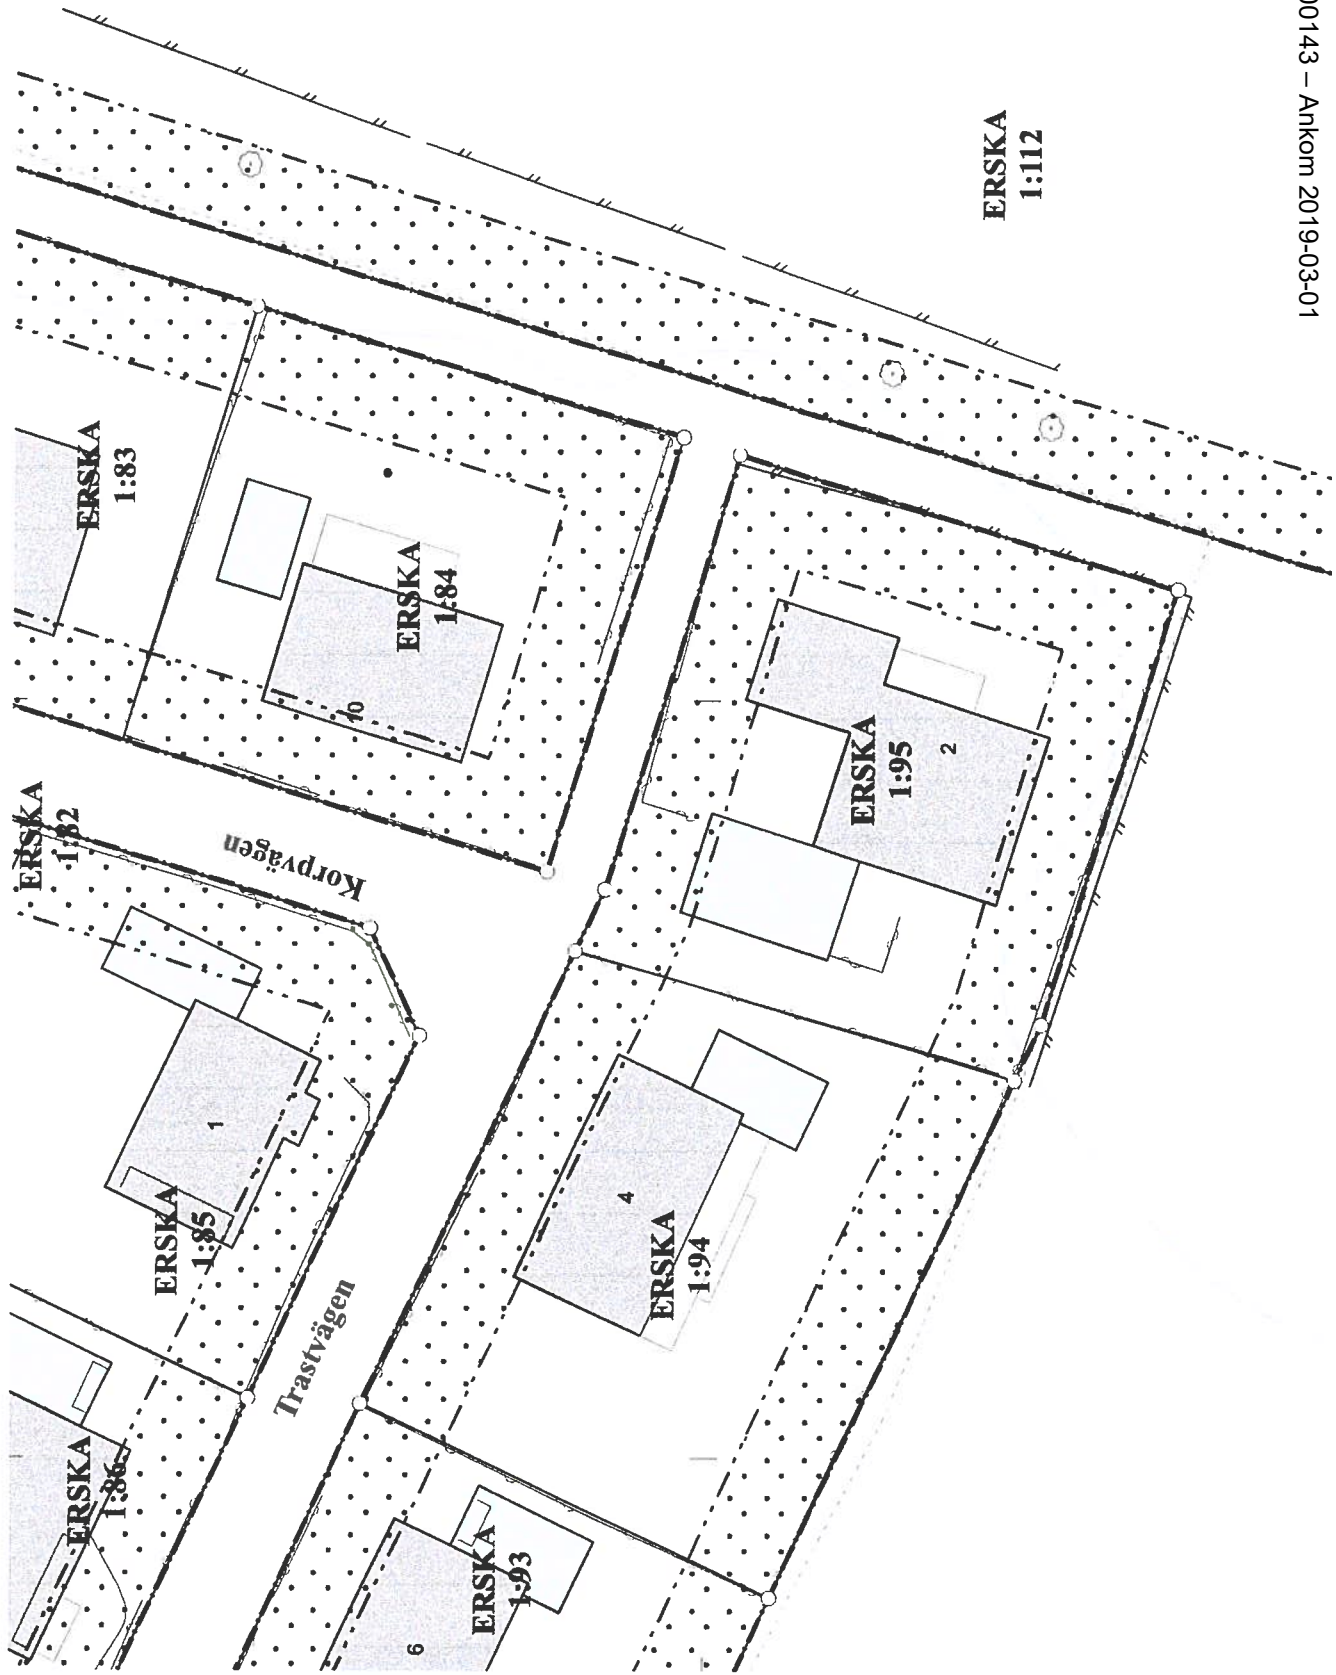 00143 – Ankom 2019-03-01
ERSKA
1:112
ERSKA
1:83
ERSKA
1:84
10
ERSKA
1:95
2
ERSKA
1:82
Korpvägen
1
ERSKA
1:85
4
ERSKA
1:94
Trastvägen
ERSKA
1:86
ERSKA
1:93
6